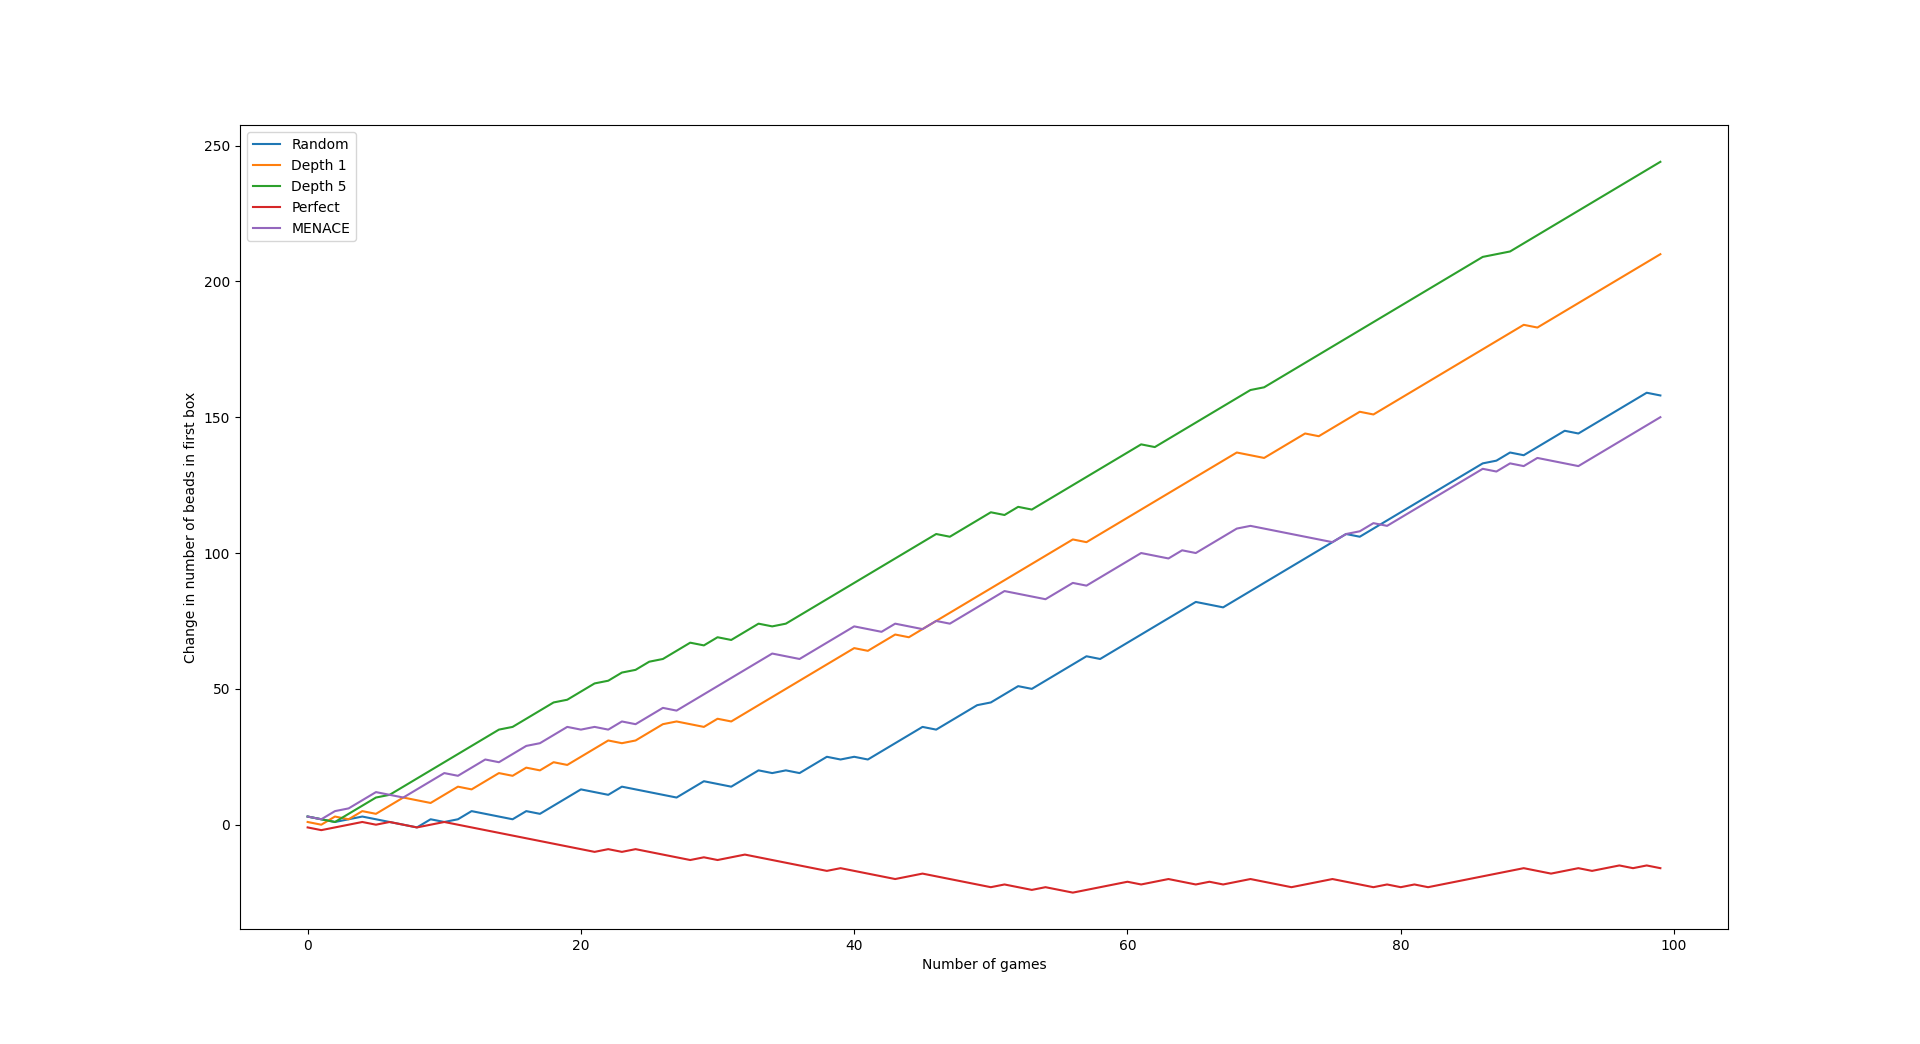 Random
Depth 1
Depth 5
Perfect
MENACE
250
200
150
100
50
0
Change in number of beads in first box
0 20 40 60 80 100
Number of games